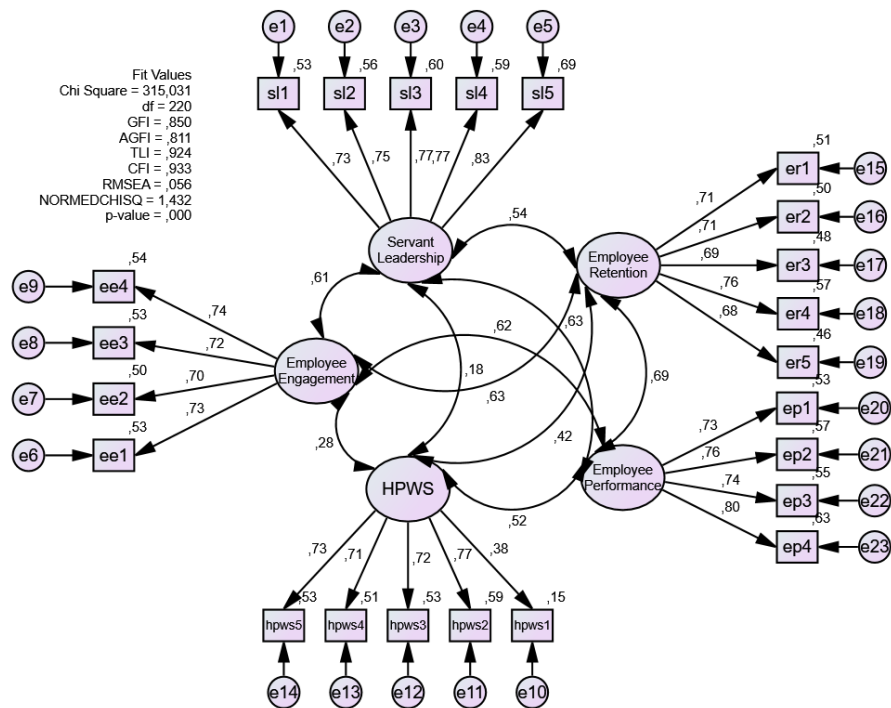 e1 e2 e3 e4 e5
,53 ,56 ,60 ,59 ,69
sl1 sl2 sl3 sl4 sl5
Fit Values
Chi Square = 315,031
df = 220
GFI = ,850
AGFI = ,811
TLI = ,924
CFI = ,933
RMSEA = ,056
NORMEDCHISQ = 1,432
p-value = ,000
,73 ,75 ,77 ,77 ,83
Servant
Leadership
,54
,51
er1 e15
,50
er2 e16
,48
er3 e17
,57
er4 e18
,46
er5 e19
,71
,71
,69
,76
,68
Employee
Retention
,54
e9 ee4
,53
e8 ee3
,50
e7 ee2
,53
e6 ee1
,74
,72
,70
,73
Employee
Engagement
,61
,62
,63
,18
,63
,69
,28
,42
,52
,53
ep1 e20
,57
ep2 e21
,55
ep3 e22
,63
ep4 e23
,73
,76
,74
,80
Employee
Performance
HPWS
,73 ,71 ,72 ,77 ,38
,53 ,51 ,53 ,59 ,15
hpws5 hpws4 hpws3 hpws2 hpws1
e14 e13 e12 e11 e10